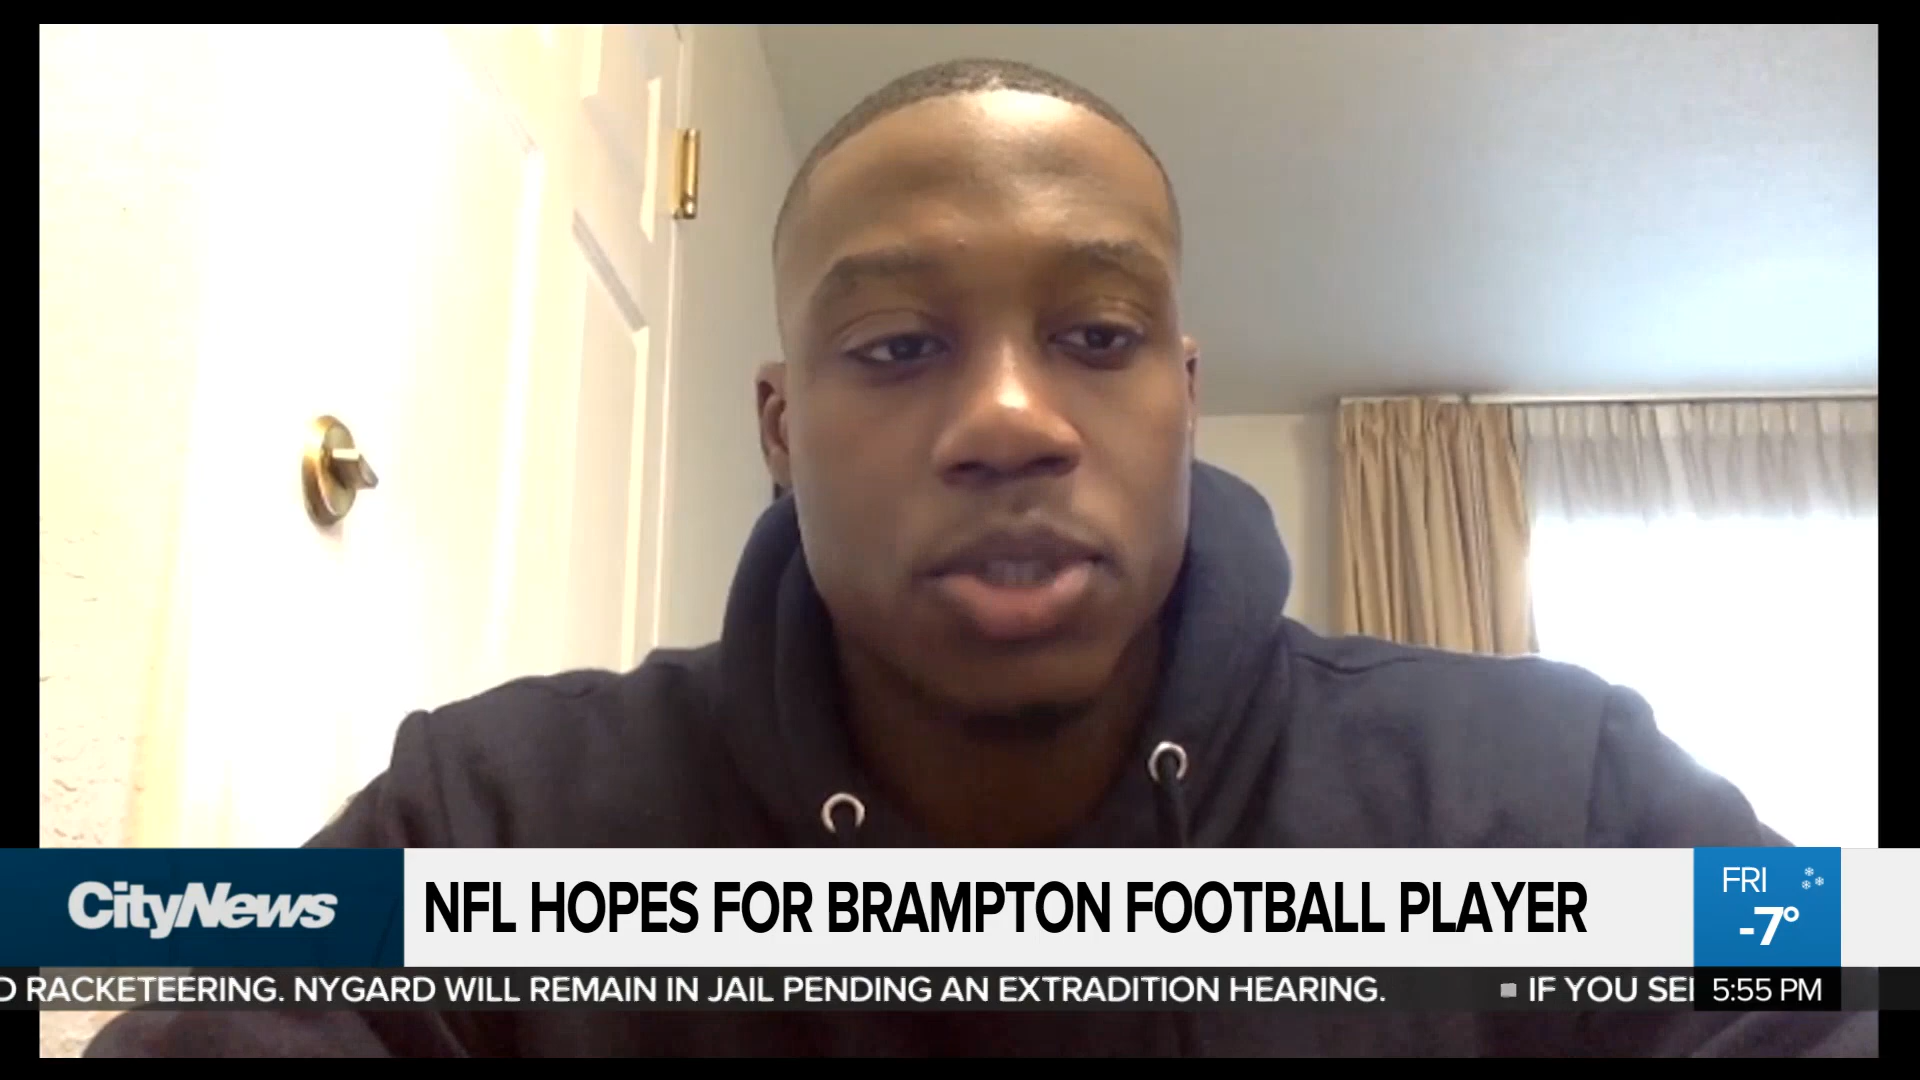 CityNews
NFL HOPES FOR BRAMPTON FOOTBALL PLAYER
FRI
-7°
D RACKETEERING. NYGARD WILL REMAIN IN JAIL PENDING AN EXTRADITION HEARING. ▪ IF YOU SE
5:55 PM